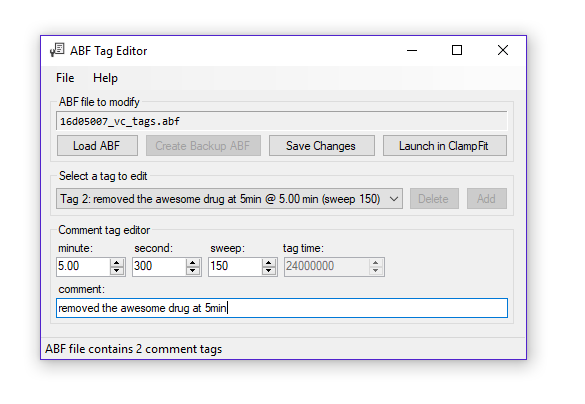 ABF Tag Editor
File Help
ABF file to modify
16d05007_vc_tags.abf
Load ABF Create Backup ABF Save Changes Launch in ClampFit
Select a tag to edit
Tag 2: removed the awesome drug at 5min @ 5.00 min (sweep 150) Delete Add
Comment tag editor
minute: second: sweep: tag time:
5.00 300 150 24000000
comment:
removed the awesome drug at 5min
ABF file contains 2 comment tags